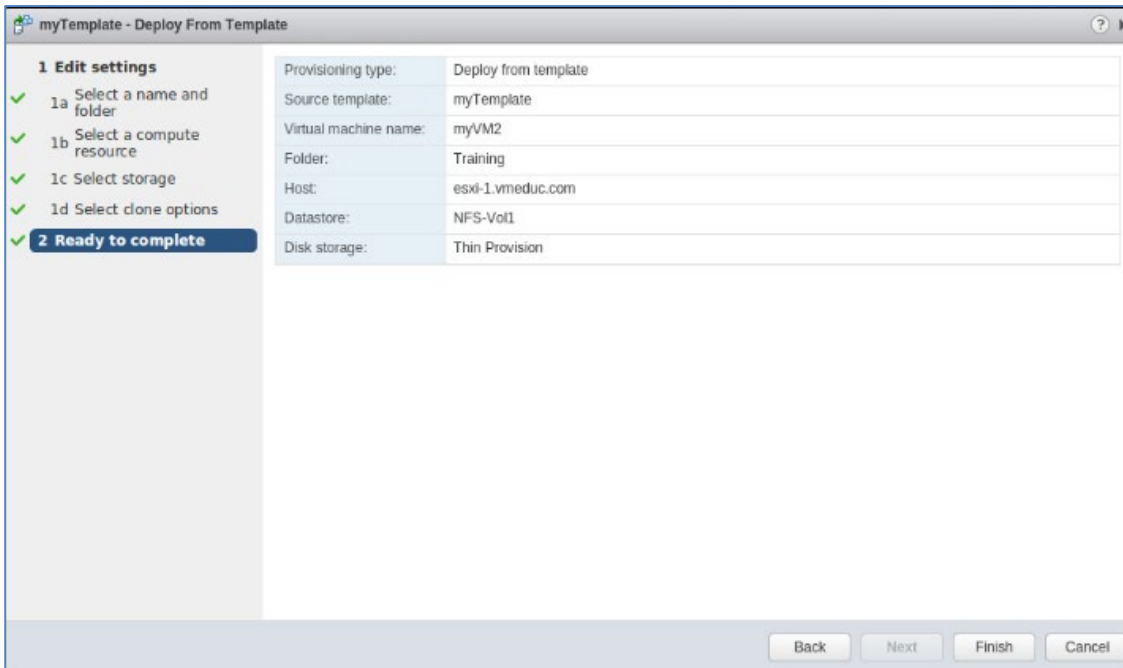 myTemplate - Deploy From Template
?
1 Edit settings
1a Select a name and
folder
1b Select a compute
resource
1c Select storage
1d Select clone options
2 Ready to complete
Provisioning type: Deploy from template
Source template: myTemplate
Virtual machine name: myVM2
Folder: Training
Host: esxi-1.vmeduc.com
Datastore: NFS-Vol1
Disk storage: Thin Provision
Back Next Finish Cancel